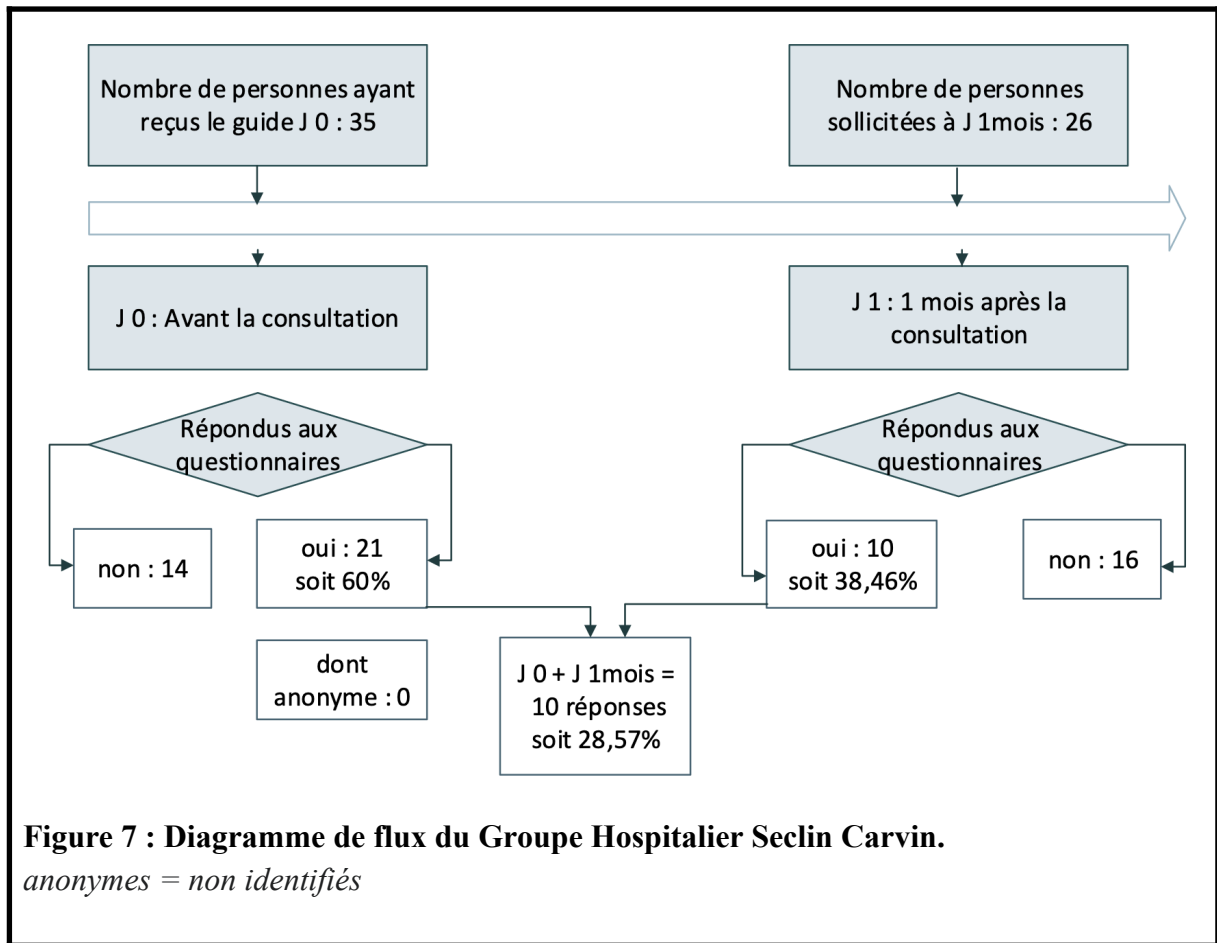 Nombre de personnes ayant
reçus le guide J 0 : 35
Nombre de personnes
sollicitées à J 1mois : 26
J 0 : Avant la consultation
J 1 : 1 mois après la
consultation
Répondus aux
questionnaires
Répondus aux
questionnaires
non : 14
oui : 21
soit 60%
oui : 10
soit 38,46%
non : 16
dont
anonyme : 0
J 0 + J 1mois =
10 réponses
soit 28,57%
Figure 7 : Diagramme de flux du Groupe Hospitalier Seclin Carvin.
anonymes = non identifiés